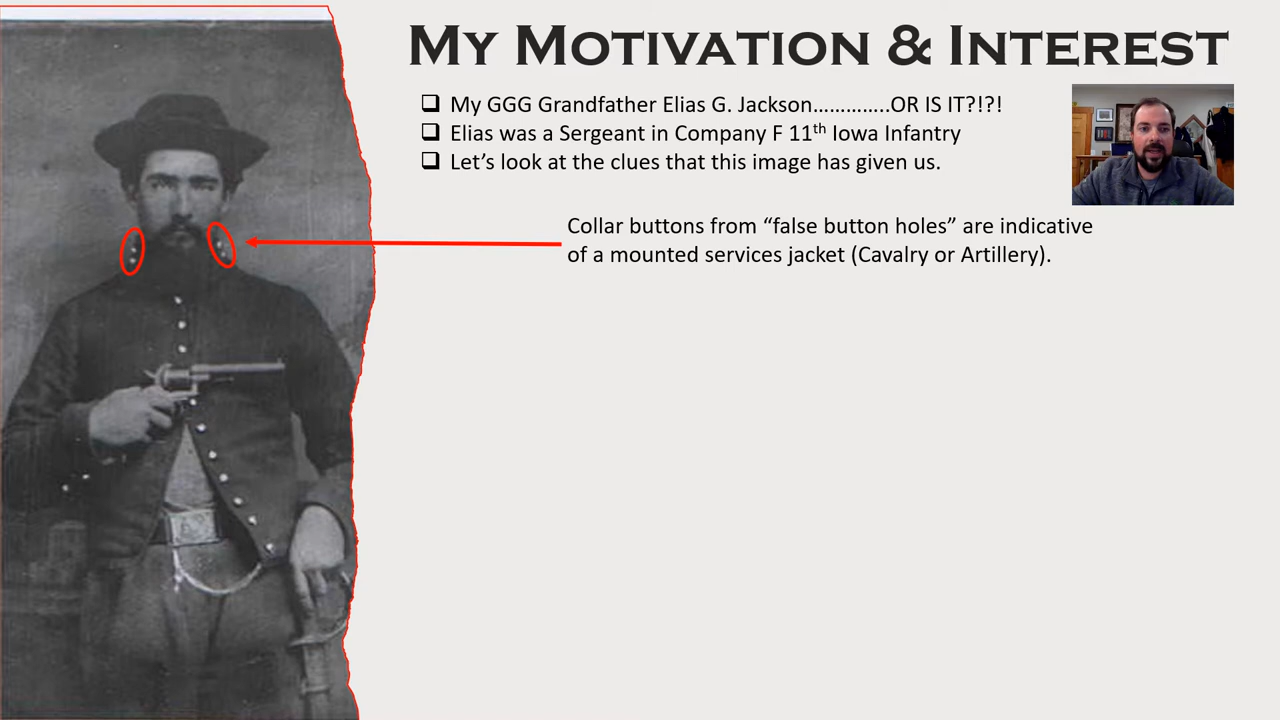 My Motivation & Interest
My GGG Grandfather Elias G. Jackson…………..OR IS IT?!?!
Elias was a Sergeant in Company F 11th Iowa Infantry
Let's look at the clues that this image has given us.
Collar buttons from “false button holes” are indicative
of a mounted services jacket (Cavalry or Artillery).